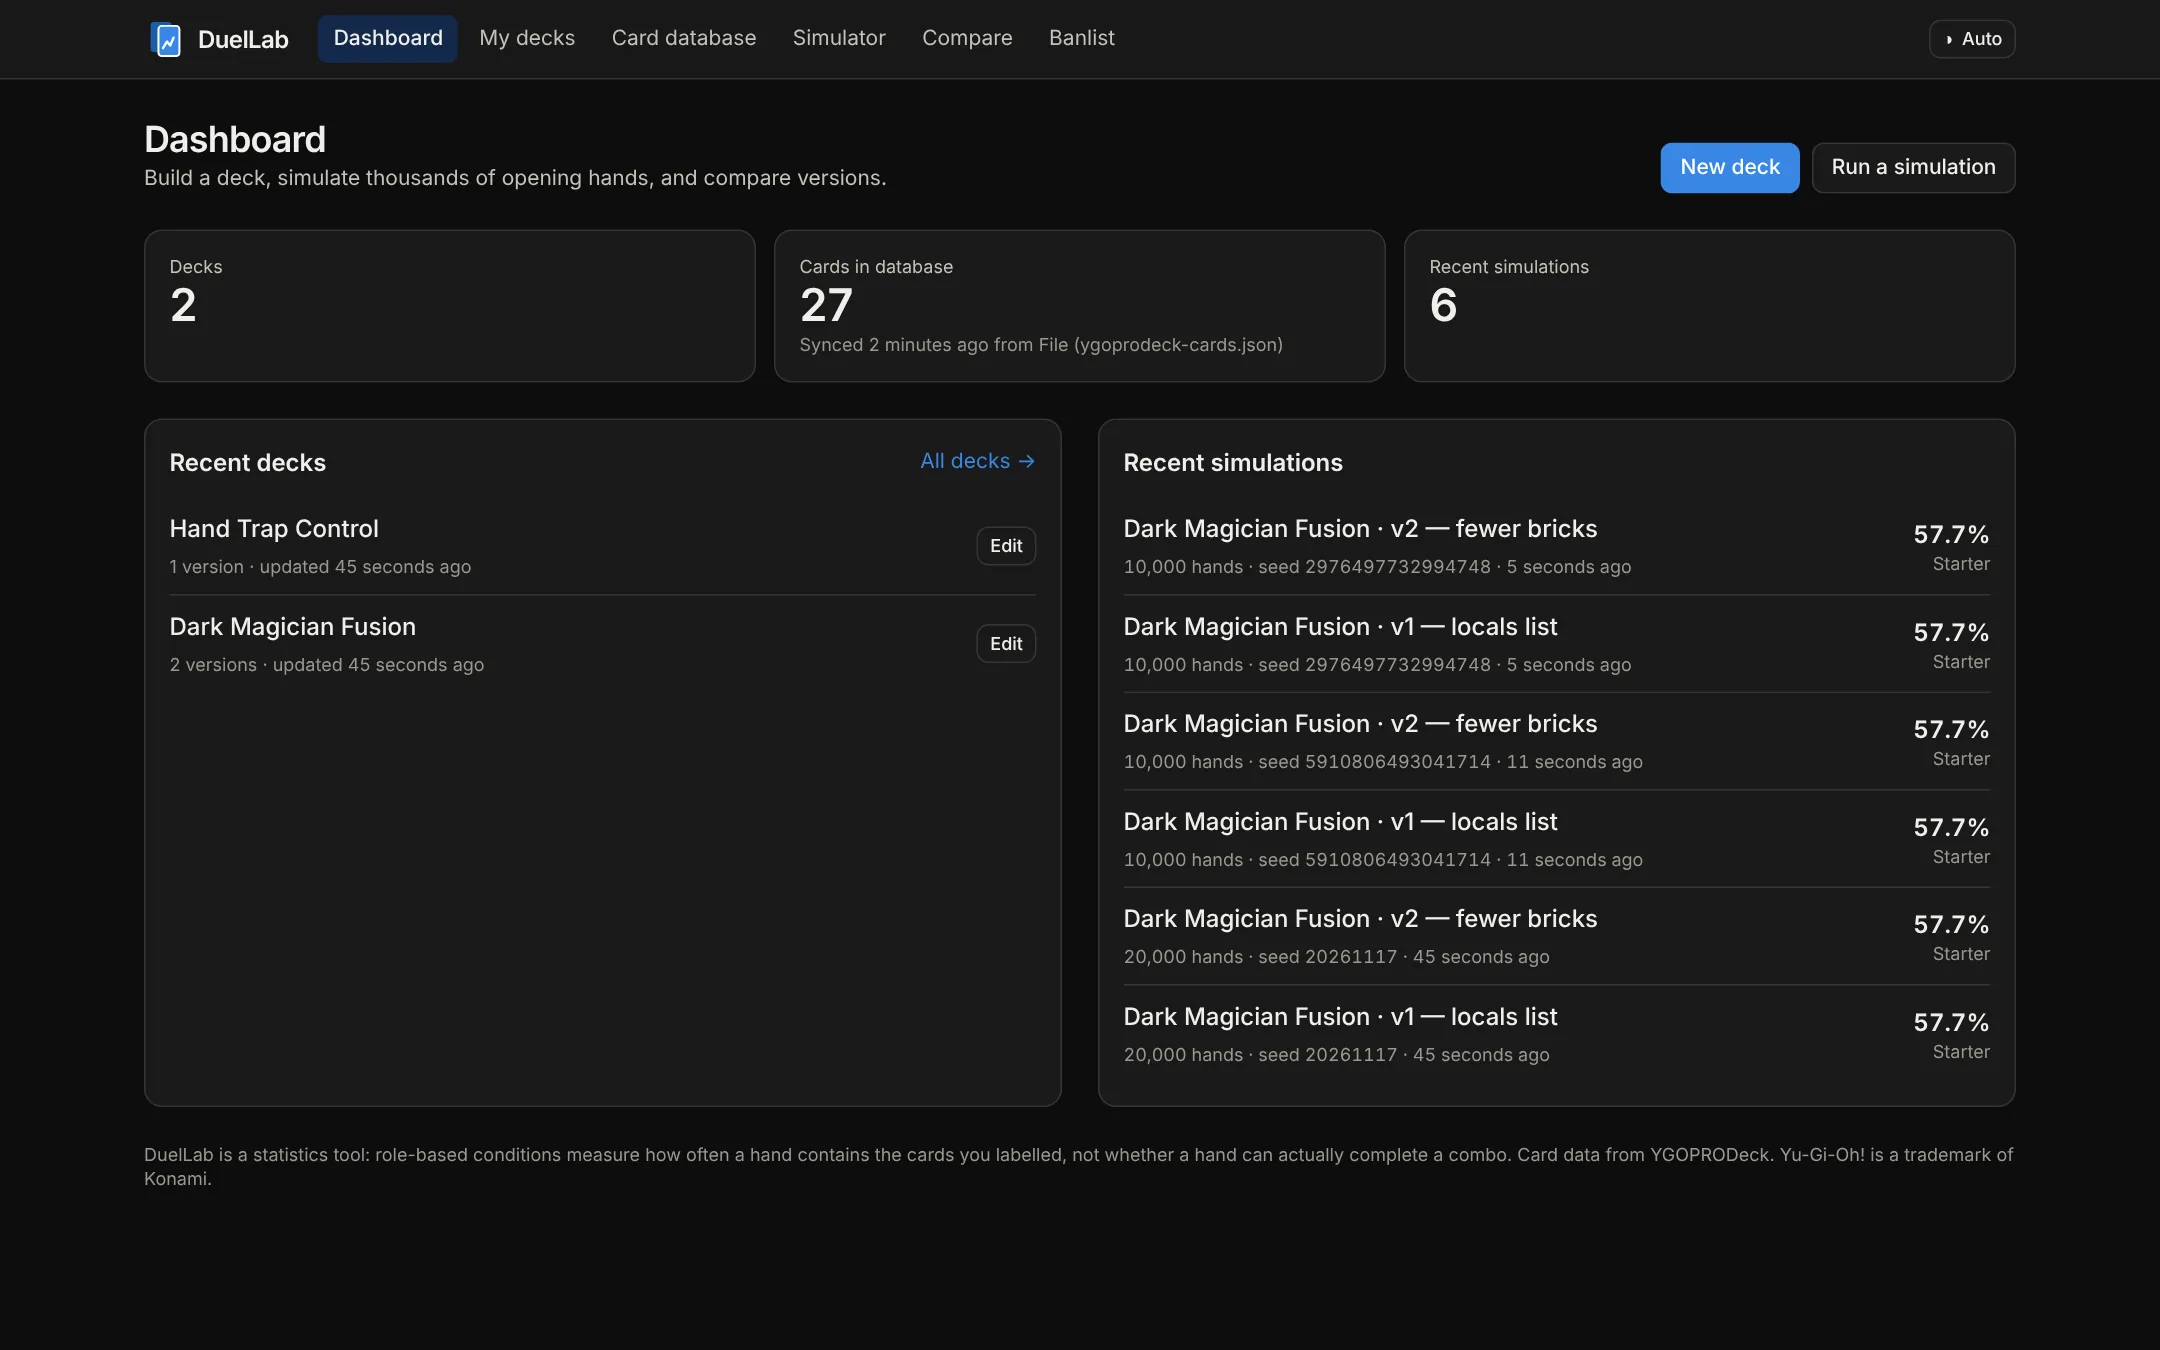 DuelLab
Dashboard
My decks
Card database
Simulator
Compare
Banlist
Auto
Dashboard
Build a deck, simulate thousands of opening hands, and compare versions.
New deck
Run a simulation
Decks
2
Cards in database
27
Synced 2 minutes ago from File (ygoprodeck-cards.json)
Recent simulations
6
Recent decks
All decks →
Hand Trap Control
1 version · updated 45 seconds ago
Edit
Dark Magician Fusion
2 versions · updated 45 seconds ago
Edit
Recent simulations
Dark Magician Fusion · v2 — fewer bricks
10,000 hands · seed 2976497732994748 · 5 seconds ago
57.7%
Starter
Dark Magician Fusion · v1 — locals list
10,000 hands · seed 2976497732994748 · 5 seconds ago
57.7%
Starter
Dark Magician Fusion · v2 — fewer bricks
10,000 hands · seed 5910806493041714 · 11 seconds ago
57.7%
Starter
Dark Magician Fusion · v1 — locals list
10,000 hands · seed 5910806493041714 · 11 seconds ago
57.7%
Starter
Dark Magician Fusion · v2 — fewer bricks
20,000 hands · seed 20261117 · 45 seconds ago
57.7%
Starter
Dark Magician Fusion · v1 — locals list
20,000 hands · seed 20261117 · 45 seconds ago
57.7%
Starter
DuelLab is a statistics tool: role-based conditions measure how often a hand contains the cards you labelled, not whether a hand can actually complete a combo. Card data from YGOPRODeck. Yu-Gi-Oh! is a trademark of
Konami.